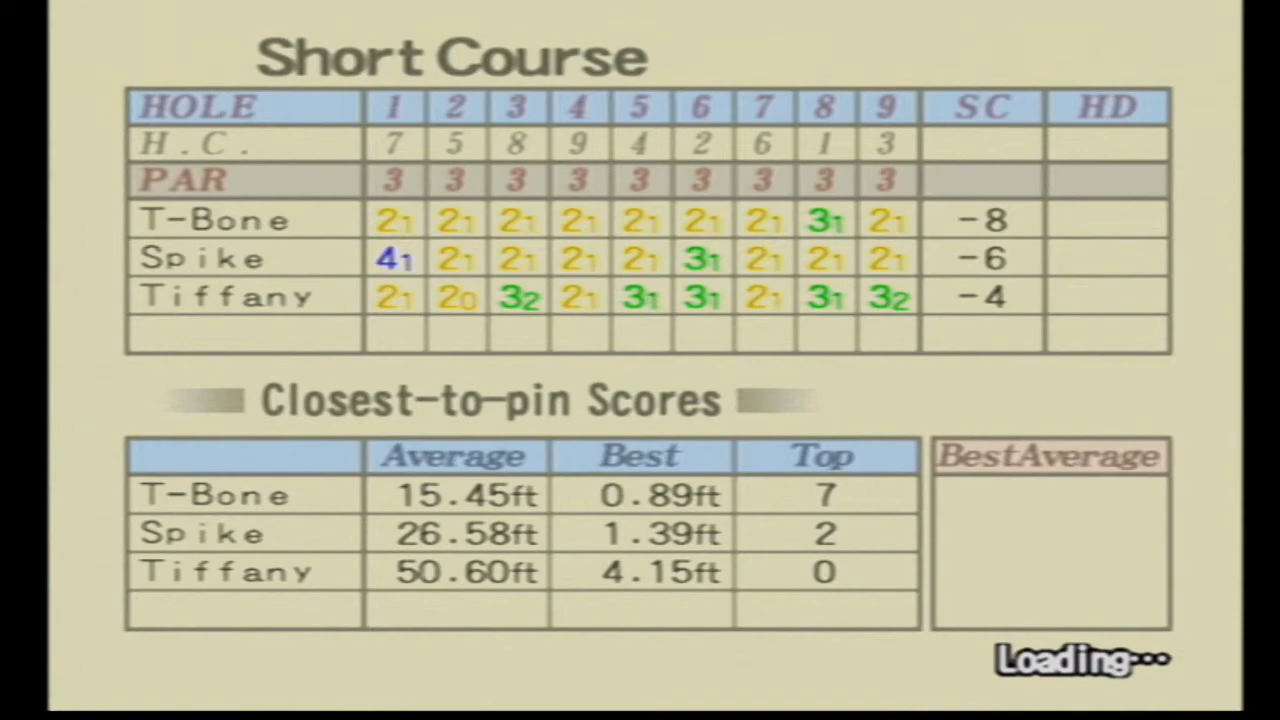 Short Course
HOLE 1 2 3 4 5 6 7 8 9 SC HD
H.C. 7 5 8 9 4 2 6 1 3
PAR 3 3 3 3 3 3 3 3 3
T-Bone 21 21 21 21 21 21 21 31 21 -8
Spike 41 21 21 21 21 31 21 21 21 -6
Tiffany 21 20 32 21 31 31 21 31 32 -4
Closest-to-pin Scores
Average Best Top BestAverage
T-Bone 15.45ft 0.89ft 7
Spike 26.58ft 1.39ft 2
Tiffany 50.60ft 4.15ft 0
Loading…